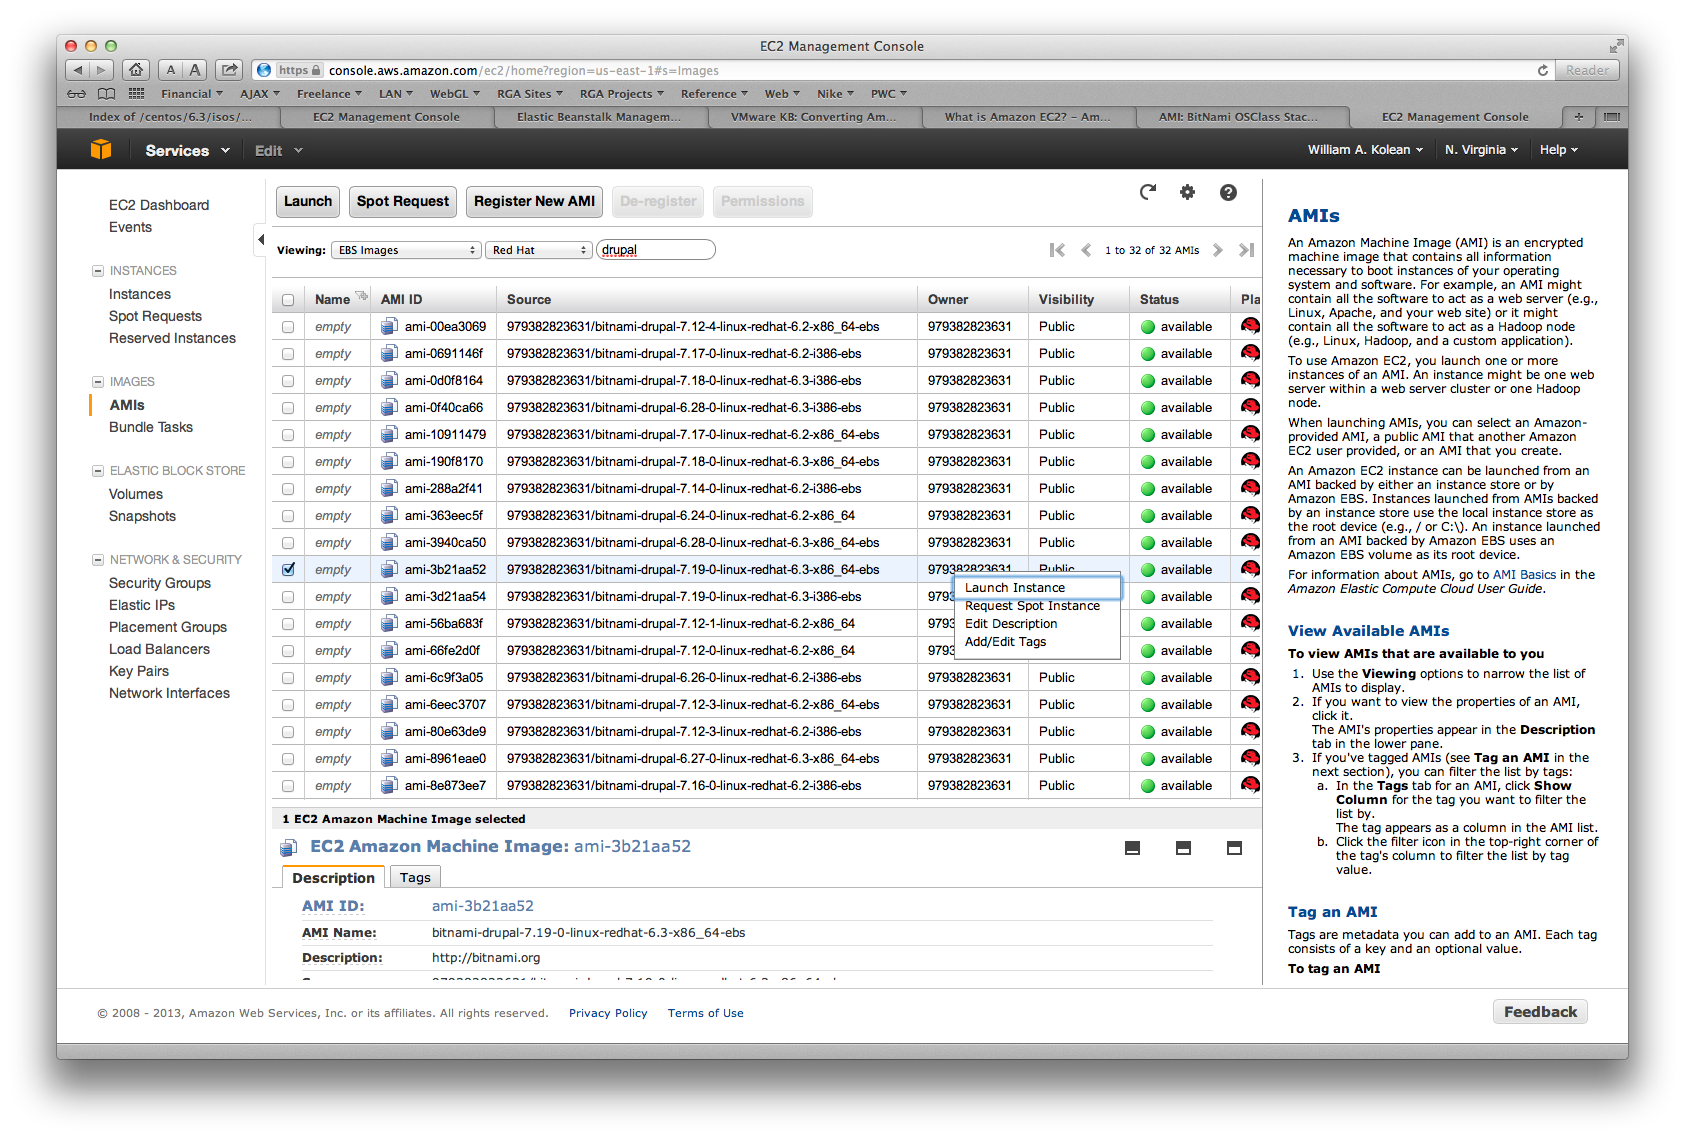 EC2 Management Console
A A https console.aws.amazon.com/ec2/home?region=us-east-1#s=Images Reader
Financial AJAX Freelance LAN WebGL RGA Sites RGA Projects Reference Web Nike PWC
Index of /centos/6.3/isos/... EC2 Management Console Elastic Beanstalk Managem... VMware KB: Converting Am... What is Amazon EC2? - Am... AMI: BitNami OSClass Stac... EC2 Management Console +
Services Edit William A. Kolean N. Virginia Help
EC2 Dashboard
Events
INSTANCES
Instances
Spot Requests
Reserved Instances
IMAGES
AMIs
Bundle Tasks
ELASTIC BLOCK STORE
Volumes
Snapshots
NETWORK & SECURITY
Security Groups
Elastic IPs
Placement Groups
Load Balancers
Key Pairs
Network Interfaces
Launch Spot Request Register New AMI De-register Permissions
Viewing: EBS Images Red Hat drupal 1 to 32 of 32 AMIs
Name AMI ID Source Owner Visibility Status Pla
empty ami-00ea3069 979382823631/bitnami-drupal-7.12-4-linux-redhat-6.2-x86_64-ebs 979382823631 Public available
empty ami-0691146f 979382823631/bitnami-drupal-7.17-0-linux-redhat-6.2-i386-ebs 979382823631 Public available
empty ami-0d0f8164 979382823631/bitnami-drupal-7.18-0-linux-redhat-6.3-i386-ebs 979382823631 Public available
empty ami-0f40ca66 979382823631/bitnami-drupal-6.28-0-linux-redhat-6.3-i386-ebs 979382823631 Public available
empty ami-10911479 979382823631/bitnami-drupal-7.17-0-linux-redhat-6.2-x86_64-ebs 979382823631 Public available
empty ami-190f8170 979382823631/bitnami-drupal-7.18-0-linux-redhat-6.3-x86_64-ebs 979382823631 Public available
empty ami-288a2f41 979382823631/bitnami-drupal-7.14-0-linux-redhat-6.2-i386-ebs 979382823631 Public available
empty ami-363eec5f 979382823631/bitnami-drupal-6.24-0-linux-redhat-6.2-x86_64 979382823631 Public available
empty ami-3940ca50 979382823631/bitnami-drupal-6.28-0-linux-redhat-6.3-x86_64-ebs 979382823631 Public available
empty ami-3b21aa52 979382823631/bitnami-drupal-7.19-0-linux-redhat-6.3-x86_64-ebs 979382823631 Public available
empty ami-3d21aa54 979382823631/bitnami-drupal-7.19-0-linux-redhat-6.3-i386-ebs 9793 available
empty ami-56ba683f 979382823631/bitnami-drupal-7.12-1-linux-redhat-6.2-x86_64 9793 available
empty ami-66fe2d0f 979382823631/bitnami-drupal-7.12-0-linux-redhat-6.2-x86_64 9793 available
empty ami-6c9f3a05 979382823631/bitnami-drupal-6.26-0-linux-redhat-6.2-i386-ebs 979382823631 Public available
empty ami-6eec3707 979382823631/bitnami-drupal-7.12-3-linux-redhat-6.2-x86_64-ebs 979382823631 Public available
empty ami-80e63de9 979382823631/bitnami-drupal-7.12-3-linux-redhat-6.2-i386-ebs 979382823631 Public available
empty ami-8961eae0 979382823631/bitnami-drupal-6.27-0-linux-redhat-6.3-x86_64-ebs 979382823631 Public available
empty ami-8e873ee7 979382823631/bitnami-drupal-7.16-0-linux-redhat-6.2-i386-ebs 979382823631 Public available
Launch Instance
Request Spot Instance
Edit Description
Add/Edit Tags
1 EC2 Amazon Machine Image selected
EC2 Amazon Machine Image: ami-3b21aa52
Description Tags
AMI ID: ami-3b21aa52
AMI Name: bitnami-drupal-7.19-0-linux-redhat-6.3-x86_64-ebs
Description: http://bitnami.org
AMIs
An Amazon Machine Image (AMI) is an encrypted
machine image that contains all information
necessary to boot instances of your operating
system and software. For example, an AMI might
contain all the software to act as a web server (e.g.,
Linux, Apache, and your web site) or it might
contain all the software to act as a Hadoop node
(e.g., Linux, Hadoop, and a custom application).
To use Amazon EC2, you launch one or more
instances of an AMI. An instance might be one web
server within a web server cluster or one Hadoop
node.
When launching AMIs, you can select an Amazon-
provided AMI, a public AMI that another Amazon
EC2 user provided, or an AMI that you create.
An Amazon EC2 instance can be launched from an
AMI backed by either an instance store or by
Amazon EBS. Instances launched from AMIs backed
by an instance store use the local instance store as
the root device (e.g., / or C:\). An instance launched
from an AMI backed by Amazon EBS uses an
Amazon EBS volume as its root device.
For information about AMIs, go to AMI Basics in the
Amazon Elastic Compute Cloud User Guide.
View Available AMIs
To view AMIs that are available to you
1. Use the Viewing options to narrow the list of
AMIs to display.
2. If you want to view the properties of an AMI,
click it.
The AMI's properties appear in the Description
tab in the lower pane.
3. If you've tagged AMIs (see Tag an AMI in the
next section), you can filter the list by tags:
a. In the Tags tab for an AMI, click Show
Column for the tag you want to filter the
list by.
The tag appears as a column in the AMI list.
b. Click the filter icon in the top-right corner of
the tag's column to filter the list by tag
value.
Tag an AMI
Tags are metadata you can add to an AMI. Each tag
consists of a key and an optional value.
To tag an AMI
© 2008 - 2013, Amazon Web Services, Inc. or its affiliates. All rights reserved. Privacy Policy Terms of Use Feedback